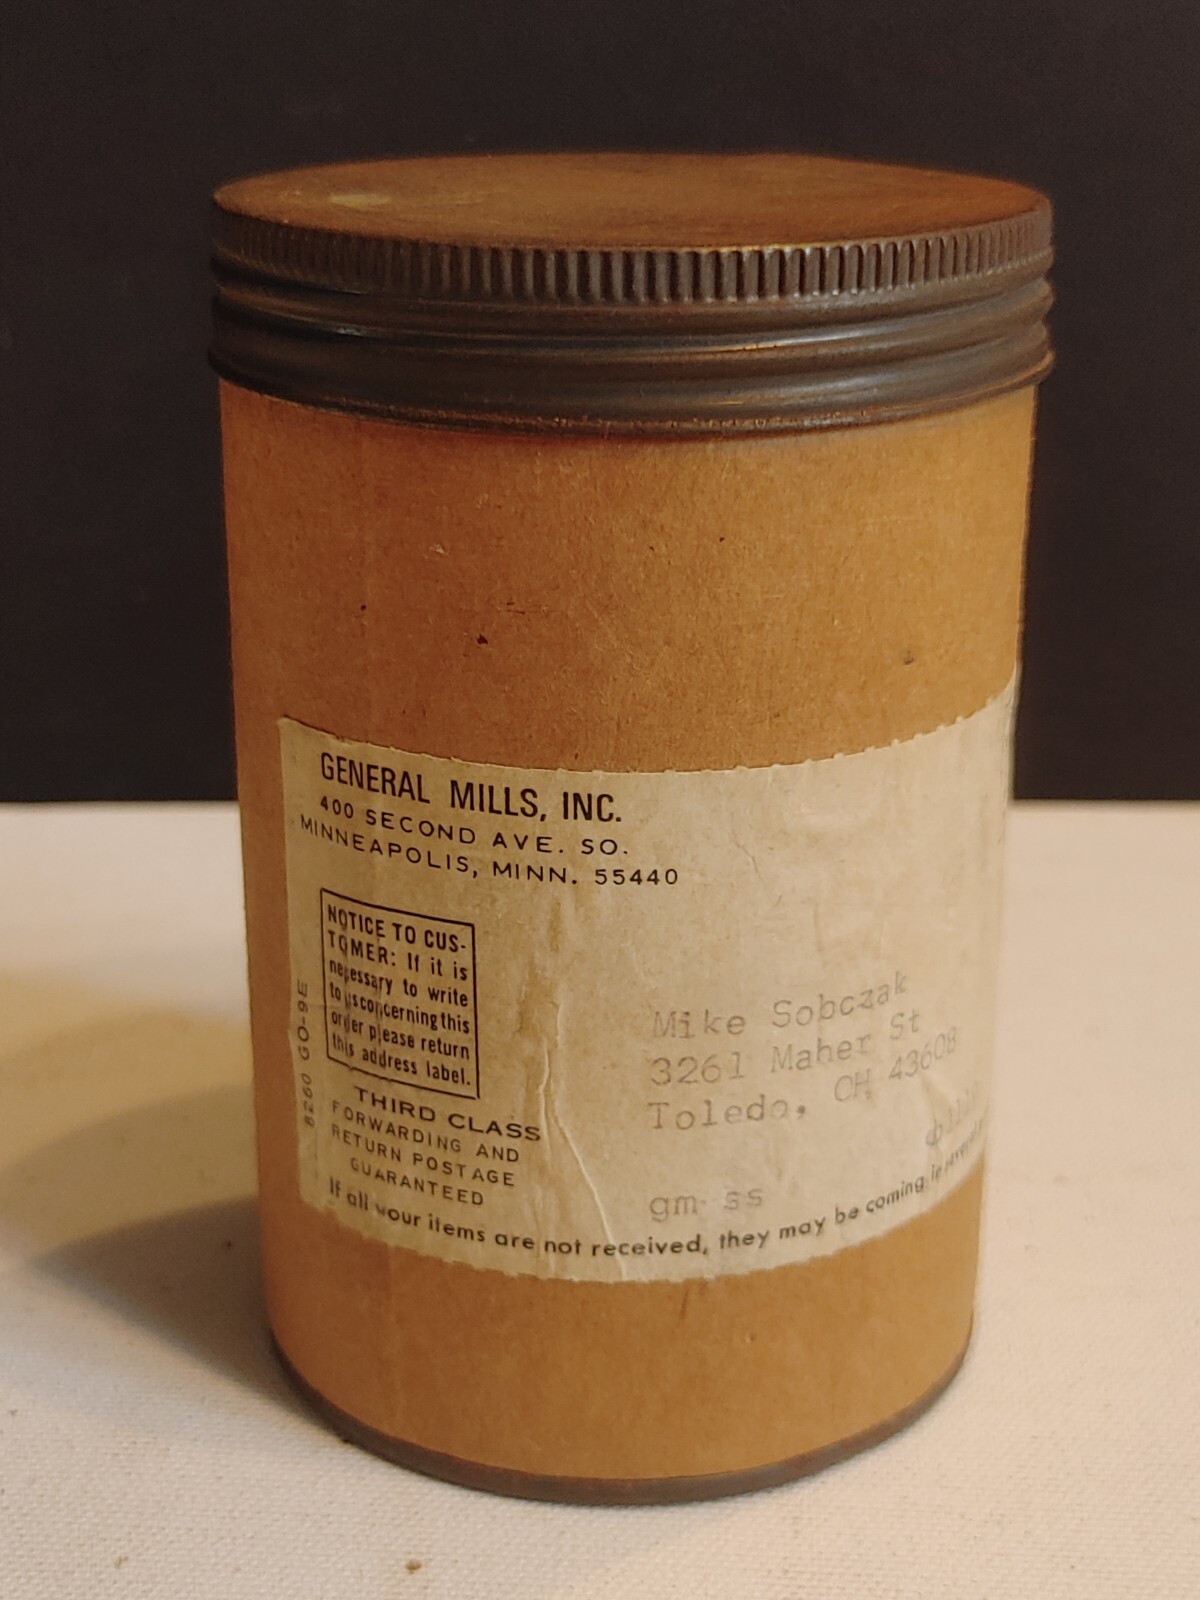 GENERAL MILLS, INC.
400 SECOND AVE. SO.
MINNEAPOLIS, MINN. 55440
NOTICE TO CUS-
TOMER: If it is
necessary to write
to us concerning this
order please return
this address label.
8260 GO-9E
THIRD CLASS
FORWARDING AND
RETURN POSTAGE
GUARANTEED
Mike Sobczak
3261 Maher St
Toledo, OH 43608
gm ss
If all your items are not received, they may be coming in several